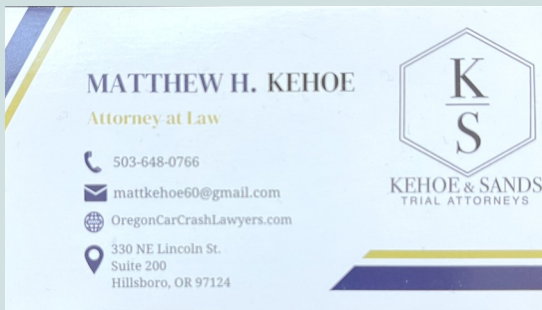 MATTHEW H. KEHOE
Attorney at Law
503-648-0766
mattkehoe60@gmail.com
OregonCarCrashLawyers.com
330 NE Lincoln St.
Suite 200
Hillsboro, OR 97124
K
S
KEHOE & SANDS
TRIAL ATTORNEYS